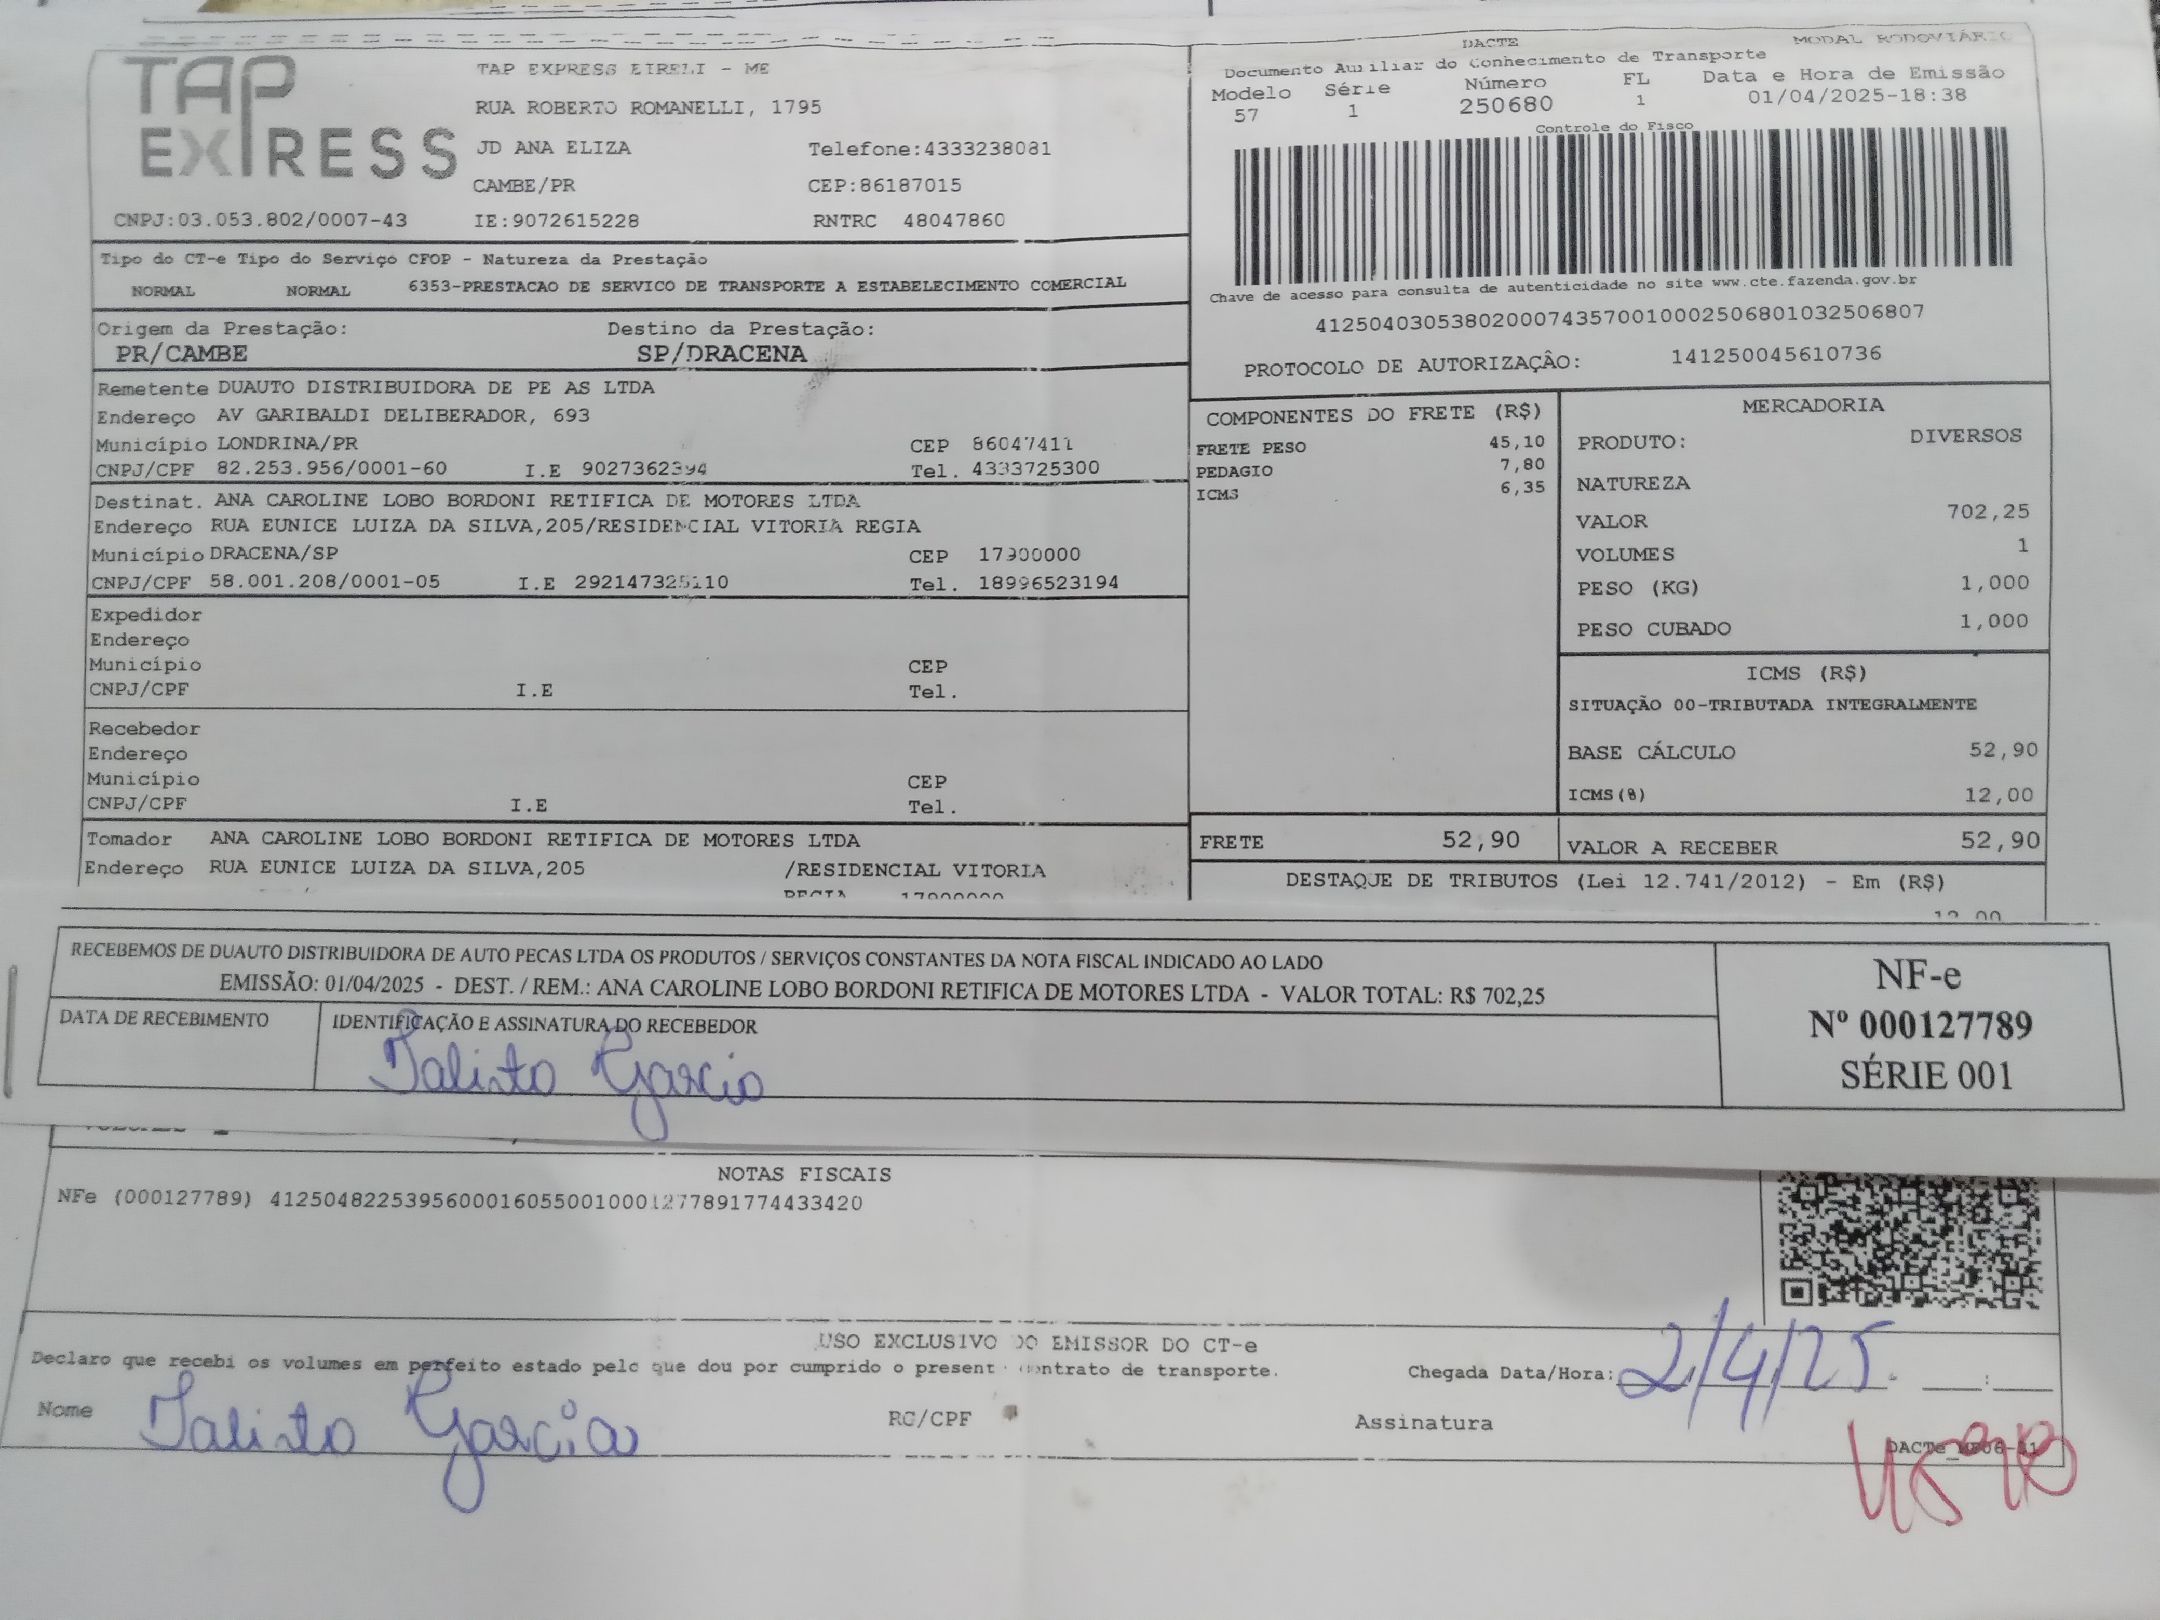 TAP EXPRESS
TAP EXPRESS EIRELI - ME
RUA ROBERTO ROMANELLI, 1795
JD ANA ELIZA Telefone:4333238081
CAMBE/PR CEP:86187015
CNPJ:03.053.802/0007-43 IE:9072615228 RNTRC 48047860
DACTE MODAL RODOVIÁRIO
Documento Auxiliar do Conhecimento de Transporte
Modelo Série Número FL Data e Hora de Emissão
57 1 250680 1 01/04/2025-18:38
Controle do Fisco
Chave de acesso para consulta de autenticidade no site www.cte.fazenda.gov.br
41250403053802000743570010002506801032506807
PROTOCOLO DE AUTORIZAÇÂO: 141250045610736
Tipo do CT-e Tipo do Serviço CFOP - Natureza da Prestação
NORMAL NORMAL 6353-PRESTACAO DE SERVICO DE TRANSPORTE A ESTABELECIMENTO COMERCIAL
Origem da Prestação: Destino da Prestação:
PR/CAMBE SP/DRACENA
Remetente DUAUTO DISTRIBUIDORA DE PE AS LTDA
Endereço AV GARIBALDI DELIBERADOR, 693
Município LONDRINA/PR CEP 86047411
CNPJ/CPF 82.253.956/0001-60 I.E 9027362394 Tel. 4333725300
Destinat. ANA CAROLINE LOBO BORDONI RETIFICA DE MOTORES LTDA
Endereço RUA EUNICE LUIZA DA SILVA,205/RESIDENCIAL VITORIA REGIA
Município DRACENA/SP CEP 17900000
CNPJ/CPF 58.001.208/0001-05 I.E 292147325110 Tel. 18996523194
Expedidor
Endereço
Município CEP
CNPJ/CPF I.E Tel.
Recebedor
Endereço
Município CEP
CNPJ/CPF I.E Tel.
Tomador ANA CAROLINE LOBO BORDONI RETIFICA DE MOTORES LTDA
Endereço RUA EUNICE LUIZA DA SILVA,205 /RESIDENCIAL VITORIA
REGIA 17900000
COMPONENTES DO FRETE (R$)
FRETE PESO 45,10
PEDAGIO 7,80
ICMS 6,35
MERCADORIA
PRODUTO: DIVERSOS
NATUREZA
VALOR 702,25
VOLUMES 1
PESO (KG) 1,000
PESO CUBADO 1,000
ICMS (R$)
SITUAÇÃO 00-TRIBUTADA INTEGRALMENTE
BASE CÁLCULO 52,90
ICMS(%) 12,00
FRETE 52,90 VALOR A RECEBER 52,90
DESTAQUE DE TRIBUTOS (Lei 12.741/2012) - Em (R$)
12,00
RECEBEMOS DE DUAUTO DISTRIBUIDORA DE AUTO PECAS LTDA OS PRODUTOS / SERVIÇOS CONSTANTES DA NOTA FISCAL INDICADO AO LADO
EMISSÃO: 01/04/2025 - DEST. / REM.: ANA CAROLINE LOBO BORDONI RETIFICA DE MOTORES LTDA - VALOR TOTAL: R$ 702,25
DATA DE RECEBIMENTO IDENTIFICAÇÃO E ASSINATURA DO RECEBEDOR
Talisto Garcia
NF-e
Nº 000127789
SÉRIE 001
NOTAS FISCAIS
NFe (000127789) 41250482253956000160550010001277891774433420
USO EXCLUSIVO DO EMISSOR DO CT-e
Declaro que recebi os volumes em perfeito estado pelo que dou por cumprido o present contrato de transporte.
Chegada Data/Hora: 2/4/25 :
Nome Talisto Garcia RG/CPF Assinatura